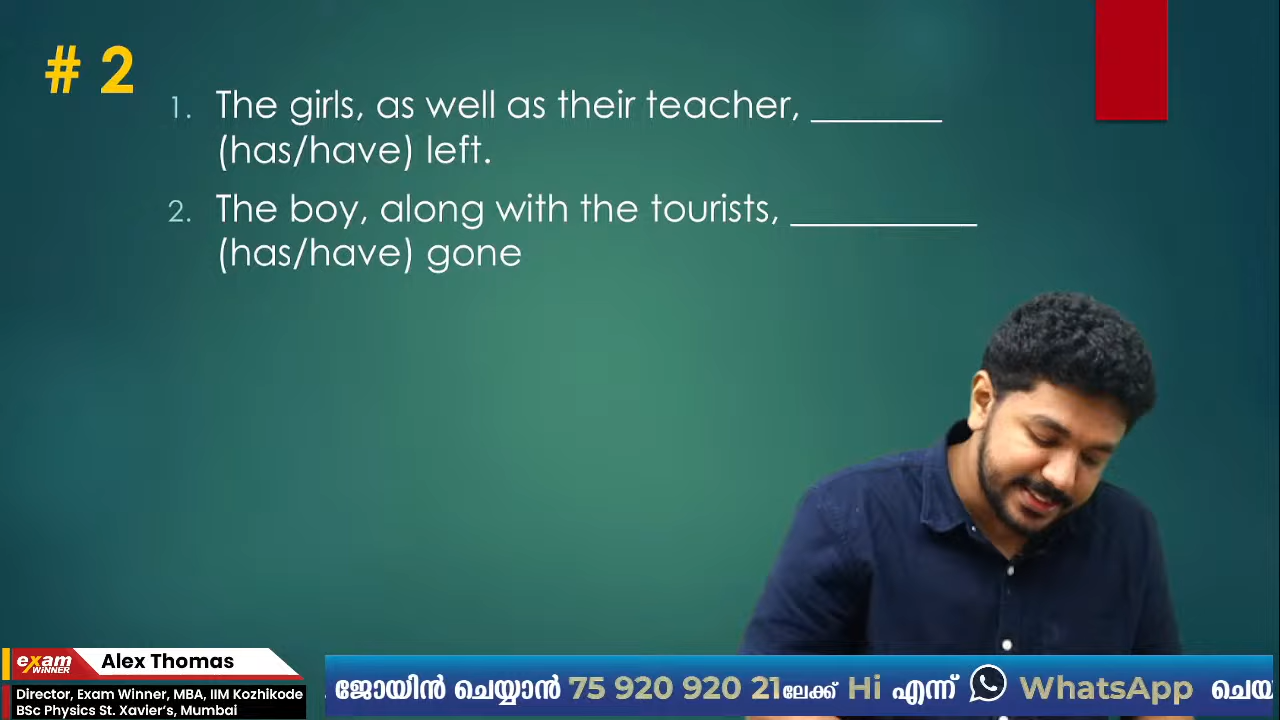 # 2
1. The girls, as well as their teacher, _______
(has/have) left.
2. The boy, along with the tourists, __________
(has/have) gone
exam
WINNER
Alex Thomas
Director, Exam Winner, MBA, IIM Kozhikode
BSc Physics St. Xavier's, Mumbai
. ജോയിൻ ചെയ്യാൻ 75 920 920 21ലേക്ക് Hi എന്ന് WhatsApp ചെയ